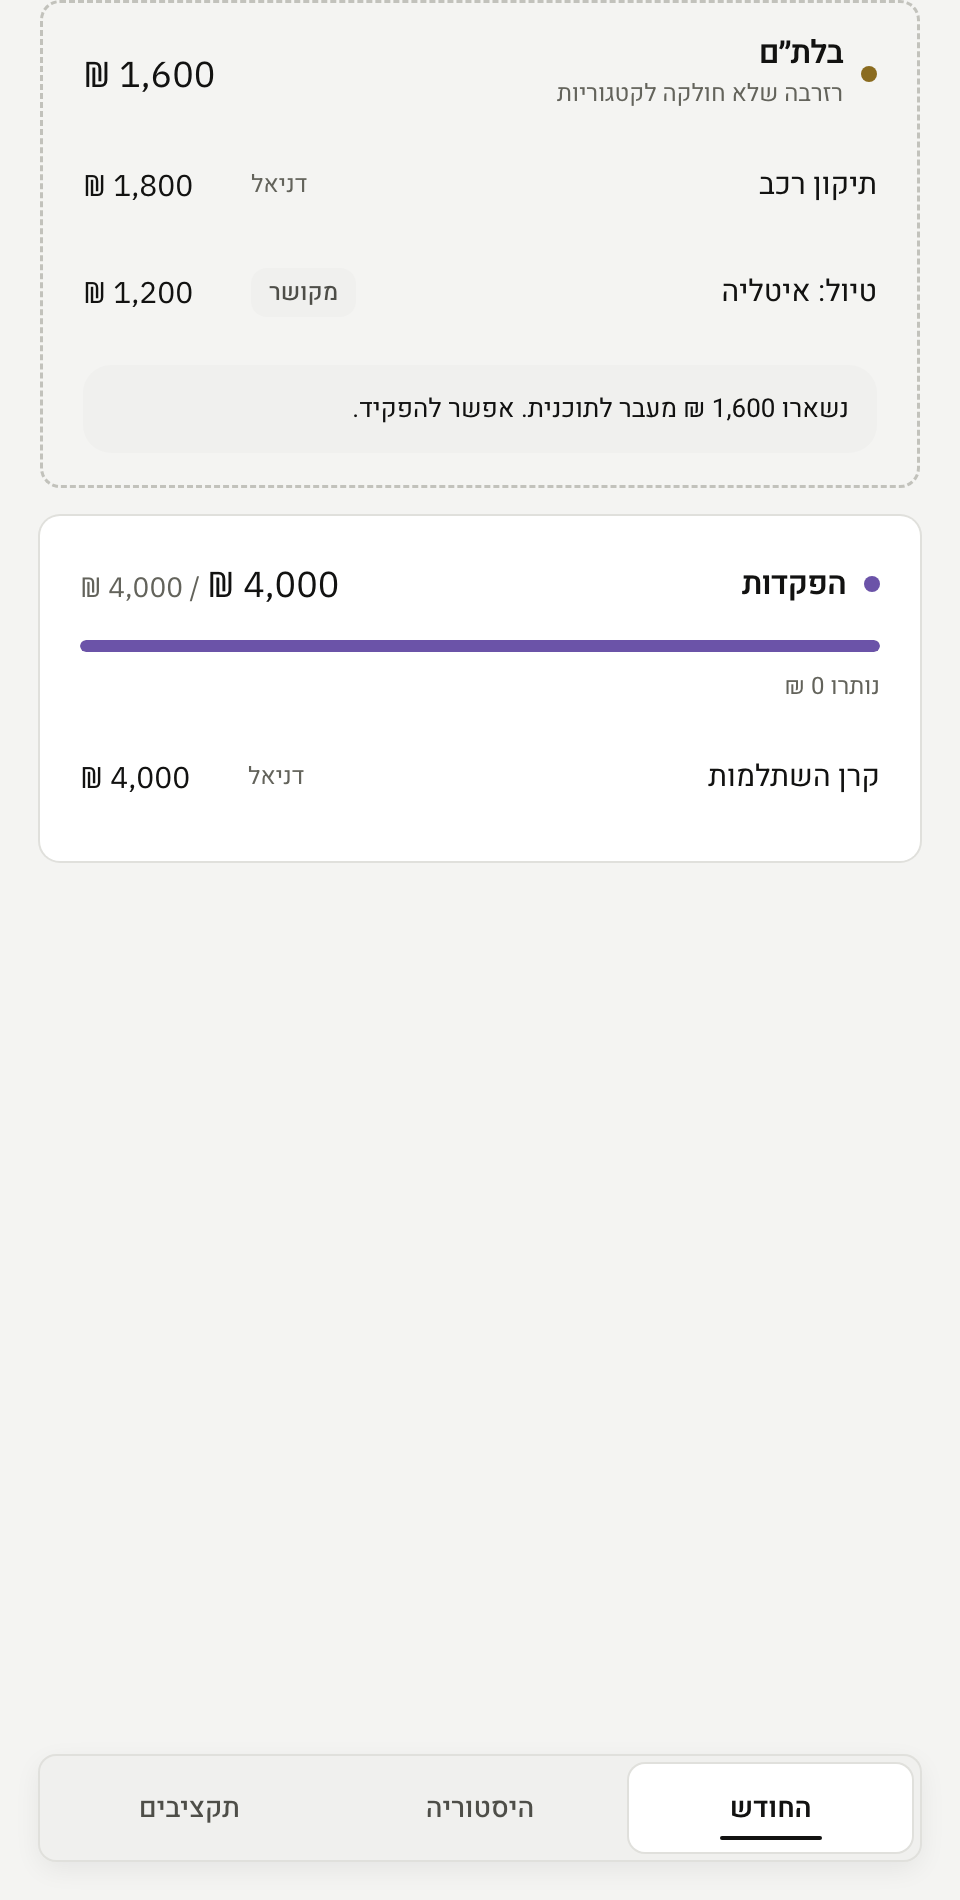 בלת״ם
1,600 ₪
רזרבה שלא חולקה לקטגוריות
תיקון רכב דניאל 1,800 ₪
טיול: איטליה מקושר 1,200 ₪
נשארו 1,600 ₪ מעבר לתוכנית. אפשר להפקיד.
הפקדות 4,000 ₪ / 4,000 ₪
נותרו 0 ₪
קרן השתלמות דניאל 4,000 ₪
החודש היסטוריה תקציבים